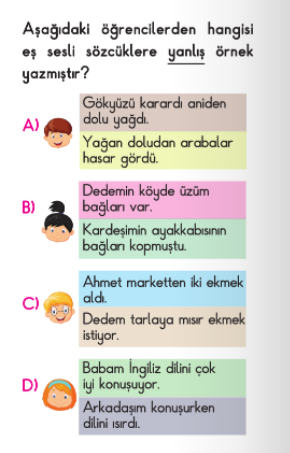 Aşağıdaki öğrencilerden hangisi
eş sesli sözcüklere yanlış örnek
yazmıştır?
A)
Gökyüzü karardı aniden
dolu yağdı.
Yağan doludan arabalar
hasar gördü.
B)
Dedemin köyde üzüm
bağları var.
Kardeşimin ayakkabısının
bağları kopmuştu.
C)
Ahmet marketten iki ekmek
aldı.
Dedem tarlaya mısır ekmek
istiyor.
D)
Babam İngiliz dilini çok
iyi konuşuyor.
Arkadaşım konuşurken
dilini ısırdı.